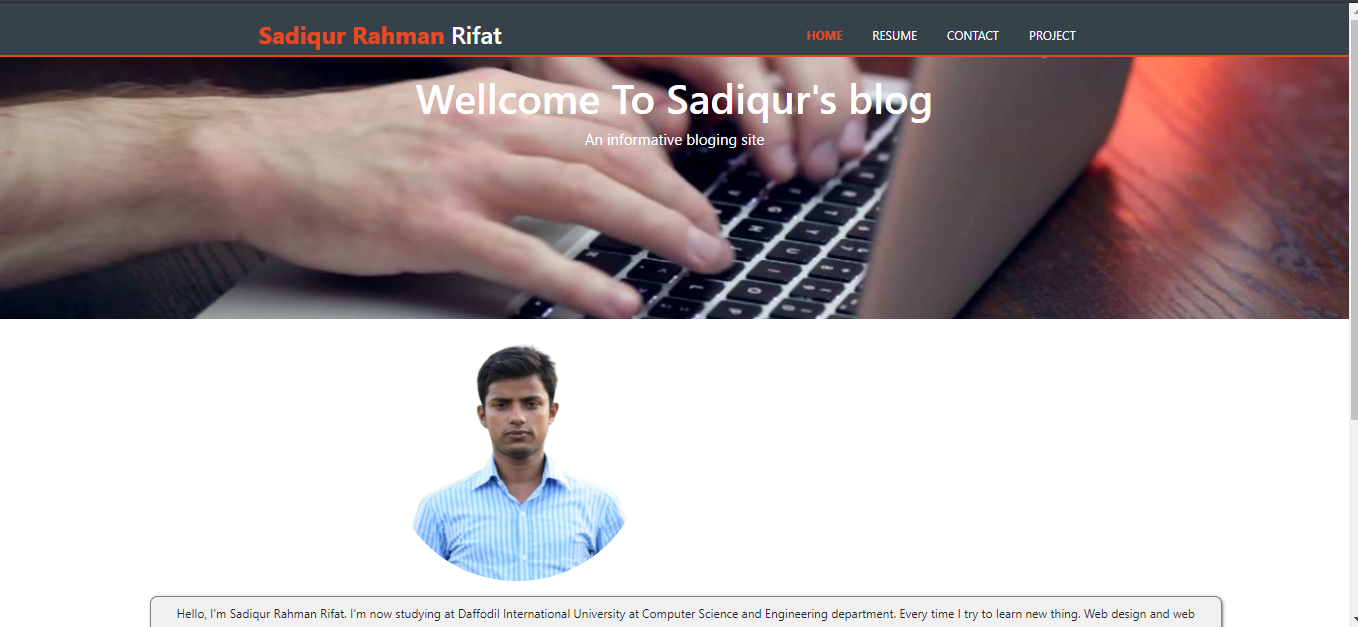 Sadiqur Rahman Rifat
HOME RESUME CONTACT PROJECT
Wellcome To Sadiqur's blog
An informative bloging site
Hello, I'm Sadiqur Rahman Rifat. I'm now studying at Daffodil International University at Computer Science and Engineering department. Every time I try to learn new thing. Web design and web